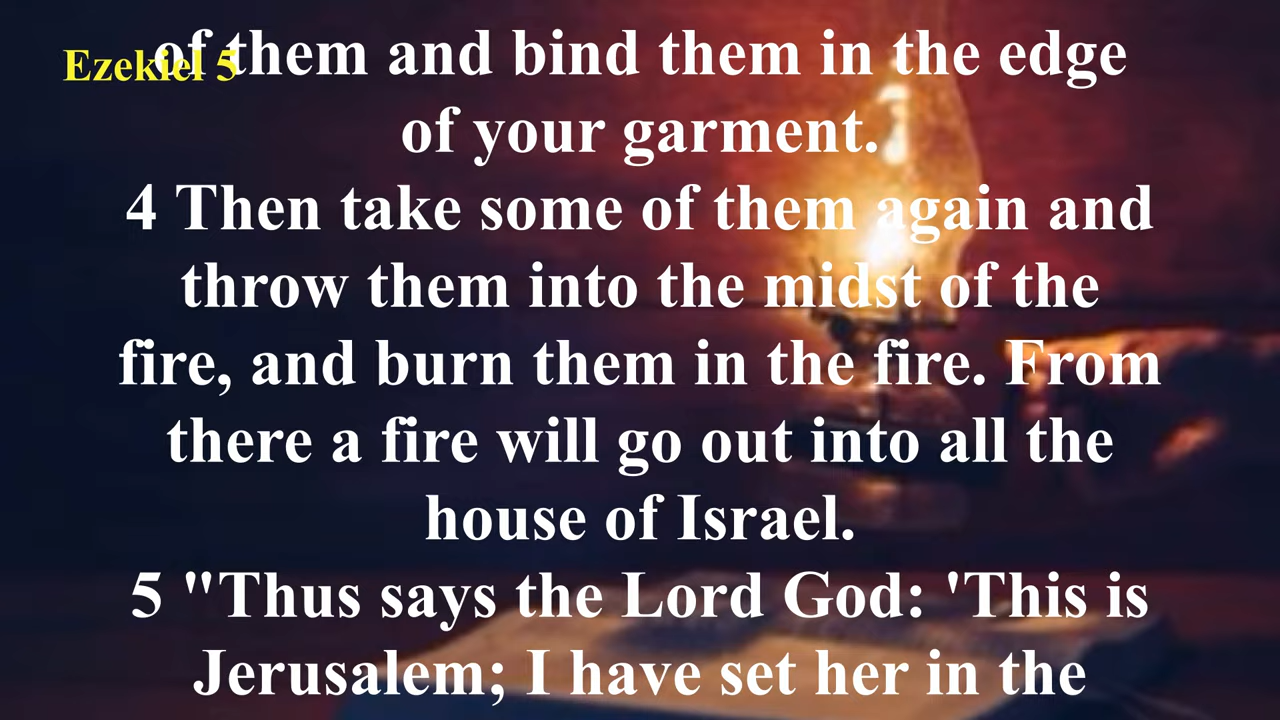 Ezekiel 5
of them and bind them in the edge
of your garment.
4 Then take some of them again and
throw them into the midst of the
fire, and burn them in the fire. From
there a fire will go out into all the
house of Israel.
5 "Thus says the Lord God: 'This is
Jerusalem; I have set her in the